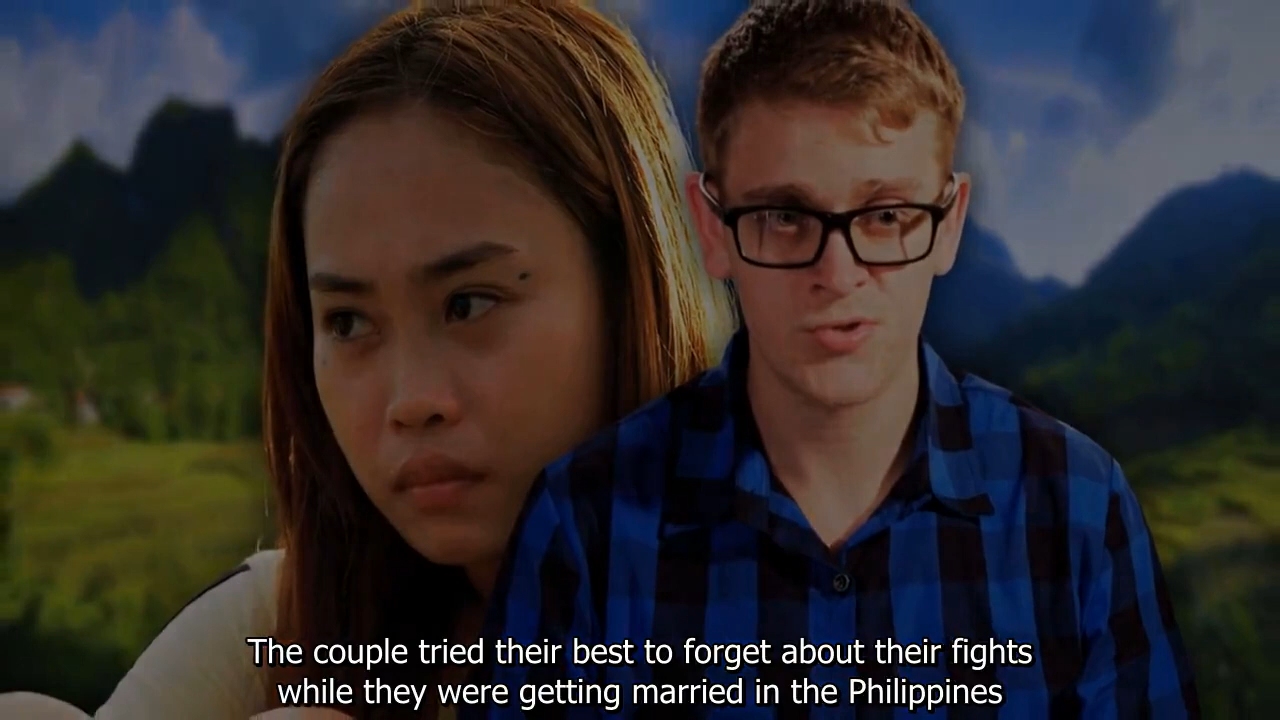 The couple tried their best to forget about their fights
while they were getting married in the Philippines